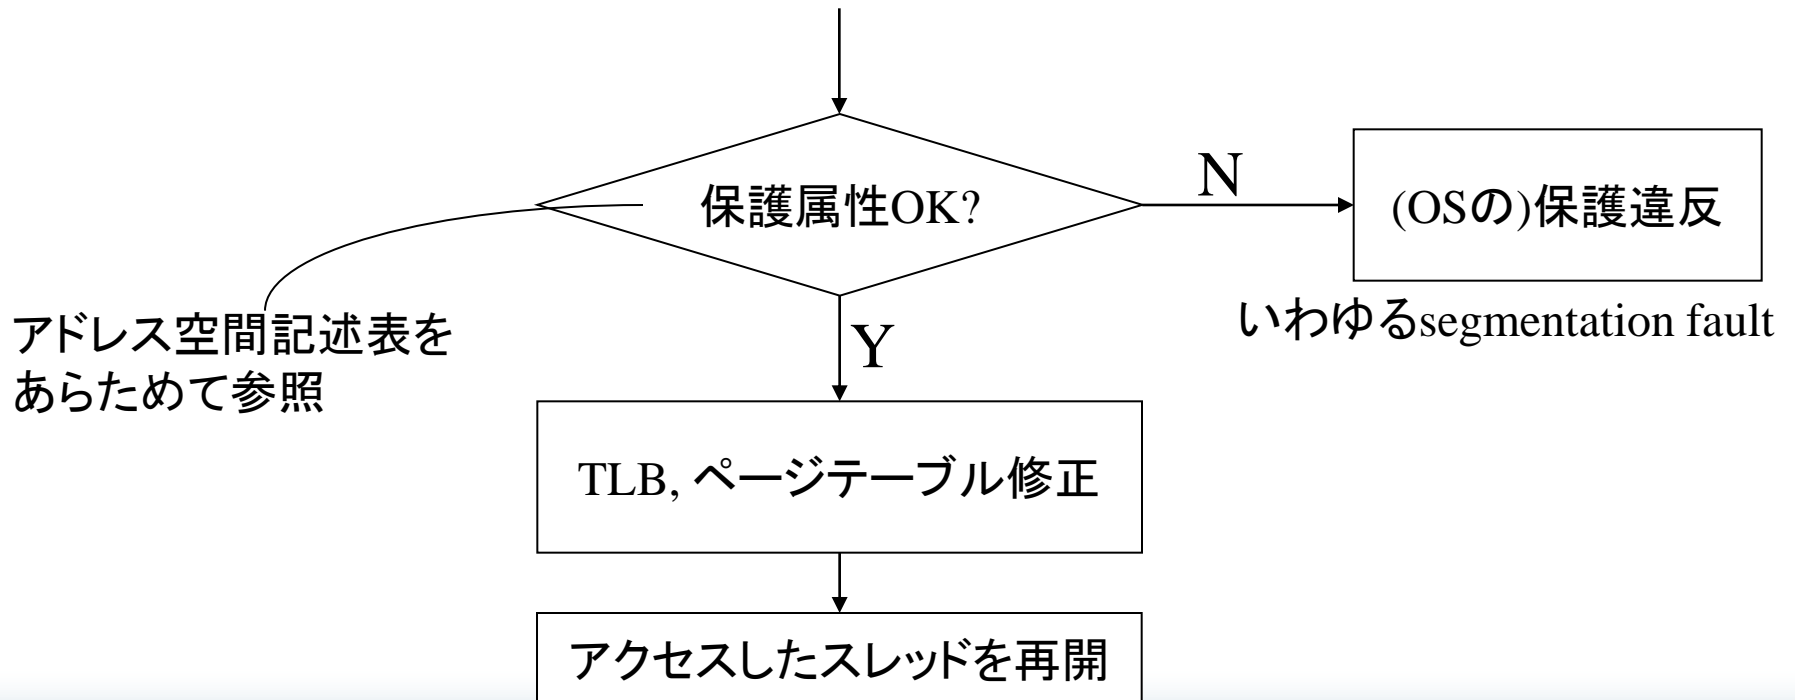 保護属性OK?
N
(OSの)保護違反
いわゆるsegmentation fault
アドレス空間記述表を
あらためて参照
Y
TLB, ページテーブル修正
アクセスしたスレッドを再開